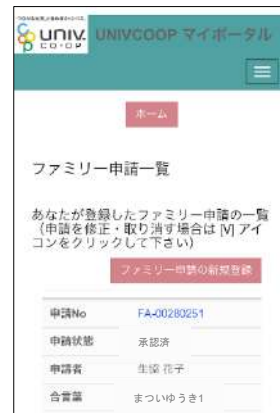 univ.
CO・OP
UNIVCOOP マイポータル
ホーム
ファミリー申請一覧
あなたが登録したファミリー申請の一覧
（申請を修正・取り消す場合は [V] アイ
コンをクリックして下さい）
ファミリー申請の新規登録
申請No FA-00280251
申請状態 承認済
申請者 生協 花子
合言葉 まついゆうき1